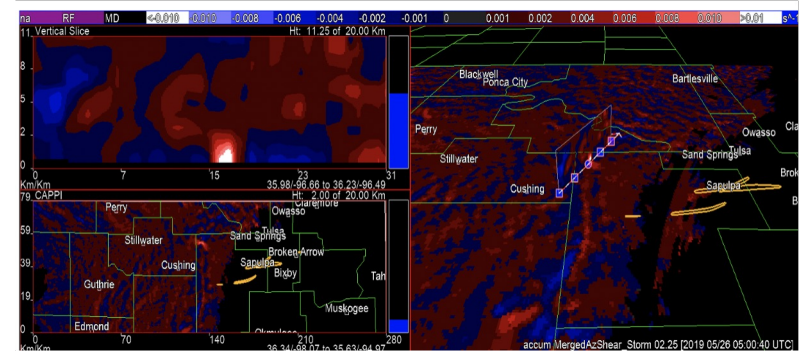 na RF MD <-0.010 -0.010 -0.008 -0.006 -0.004 -0.002 -0.001 0 0.001 0.002 0.004 0.006 0.008 0.010 >0.01 s^-1
Vertical Slice Ht: 11.25 of 20.00 Km
11
8
5
2
0
0 7 15 23 31
Km/Km 35.98/-96.66 to 36.23/-96.49
CAPPI Ht: 2.00 of 20.00 Km
79
59
39
19
0
Perry
Claremore
Owasso
Tulsa
Sand Springs
Stillwater
Broken-Arrow
Cushing
Sapulpa
Bixby
Tah
Guthrie
Muskogee
Edmond
Okmulgee
0 70 140 210 280
Km/Km 36.34/-98.07 to 35.63/-94.97
Blackwell
Ponca City
Bartlesville
Perry
Owasso
Cla
Tulsa
Sand Springs
Stillwater
Brok
Sapulpa
Cushing
B
accum MergedAzShear_Storm 02.25 [2019 05/26 05:00:40 UTC]